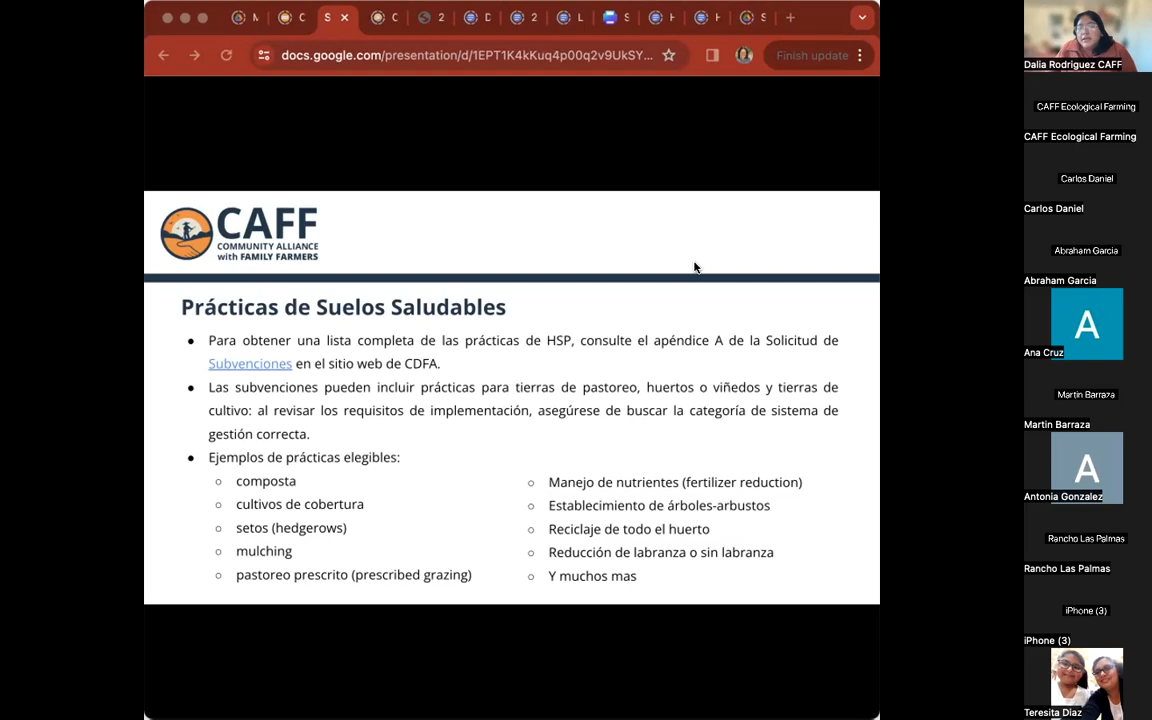 M
C
S
C
2
D
2
L
S
H
H
S
docs.google.com/presentation/d/1EPT1K4kKuq4p00q2v9UkSY...
Finish update
CAFF
COMMUNITY ALLIANCE
with FAMILY FARMERS
Prácticas de Suelos Saludables
Para obtener una lista completa de las prácticas de HSP, consulte el apéndice A de la Solicitud de
Subvenciones en el sitio web de CDFA.
Las subvenciones pueden incluir prácticas para tierras de pastoreo, huertos o viñedos y tierras de
cultivo: al revisar los requisitos de implementación, asegúrese de buscar la categoría de sistema de
gestión correcta.
Ejemplos de prácticas elegibles:
composta
cultivos de cobertura
setos (hedgerows)
mulching
pastoreo prescrito (prescribed grazing)
Manejo de nutrientes (fertilizer reduction)
Establecimiento de árboles-arbustos
Reciclaje de todo el huerto
Reducción de labranza o sin labranza
Y muchos mas
Dalia Rodriguez CAFF
CAFF Ecological Farming
CAFF Ecological Farming
Carlos Daniel
Carlos Daniel
Abraham Garcia
Abraham Garcia
A
Ana Cruz
Martin Barraza
Martin Barraza
A
Antonia Gonzalez
Rancho Las Palmas
Rancho Las Palmas
iPhone (3)
iPhone (3)
Teresita Diaz